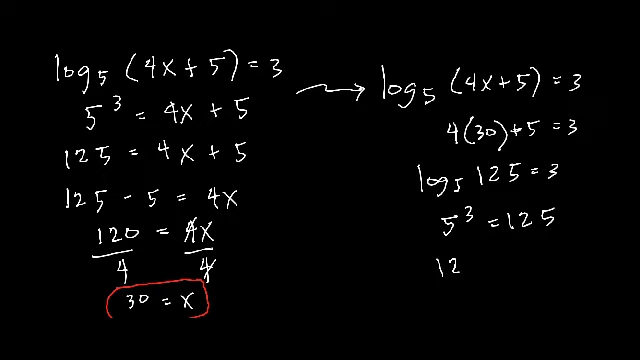 log₅ (4x + 5) = 3
5³ = 4x + 5
125 = 4x + 5
125 - 5 = 4x
120/4 = 4x/4
30 = x
log₅ (4x + 5) = 3
4(30) + 5 = 3
log₅ 125 = 3
5³ = 125
12